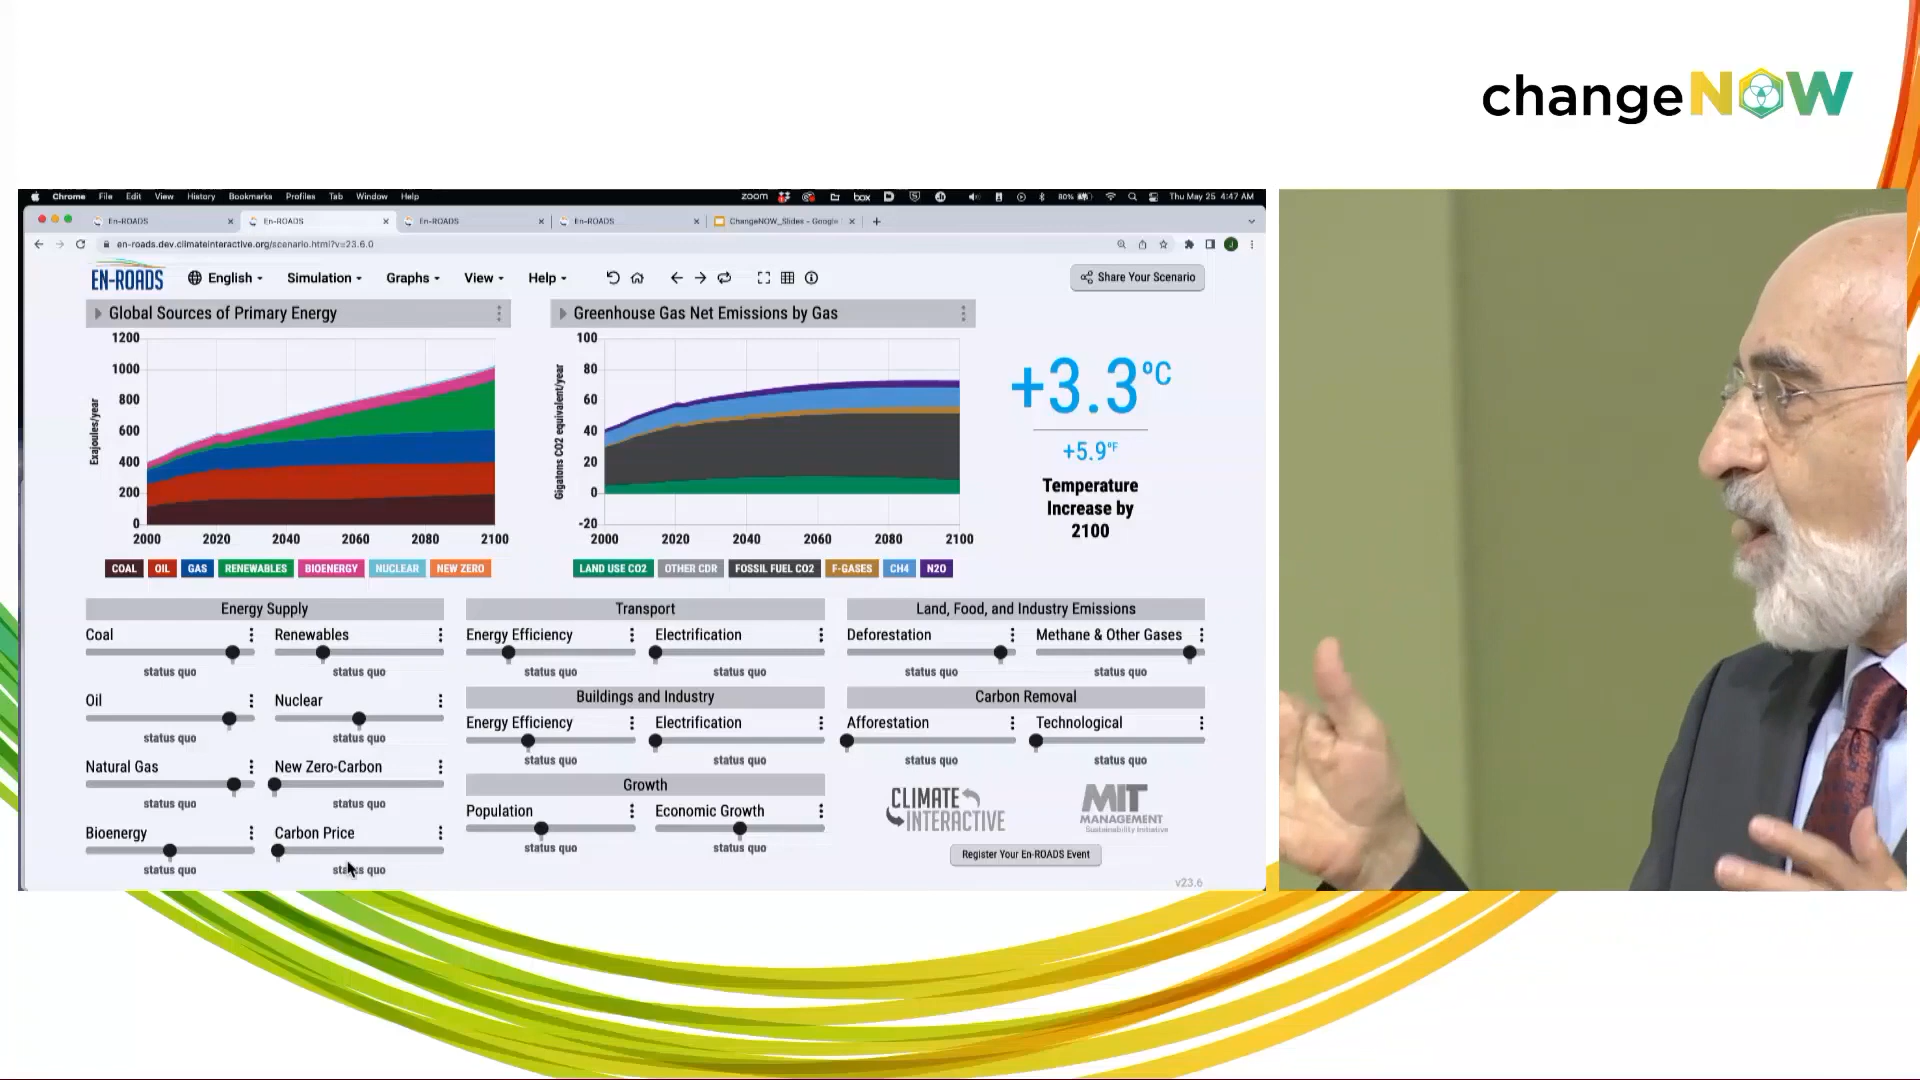 changeNOW
Chrome File Edit View History Bookmarks Profiles Tab Window Help zoom box 80% Thu May 25 4:47 AM
En-ROADS × En-ROADS × En-ROADS × En-ROADS × ChangeNOW_Slides - Google × +
en-roads.dev.climateinteractive.org/scenario.html?v=23.6.0 J
EN-ROADS English Simulation Graphs View Help Share Your Scenario
Global Sources of Primary Energy
1200
1000
800
600
400
200
0
Exajoules/year
2000 2020 2040 2060 2080 2100
COAL OIL GAS RENEWABLES BIOENERGY NUCLEAR NEW ZERO
Greenhouse Gas Net Emissions by Gas
100
80
60
40
20
0
-20
Gigatons CO2 equivalent/year
2000 2020 2040 2060 2080 2100
LAND USE CO2 OTHER CDR FOSSIL FUEL CO2 F-GASES CH4 N2O
+3.3°C
+5.9°F
Temperature
Increase by
2100
Energy Supply
Coal Renewables
status quo status quo
Oil Nuclear
status quo status quo
Natural Gas New Zero-Carbon
status quo status quo
Bioenergy Carbon Price
status quo status quo
Transport
Energy Efficiency Electrification
status quo status quo
Buildings and Industry
Energy Efficiency Electrification
status quo status quo
Growth
Population Economic Growth
status quo status quo
Land, Food, and Industry Emissions
Deforestation Methane & Other Gases
status quo status quo
Carbon Removal
Afforestation Technological
status quo status quo
CLIMATE
INTERACTIVE
MIT
MANAGEMENT
Sustainability Initiative
Register Your En-ROADS Event
v23.6